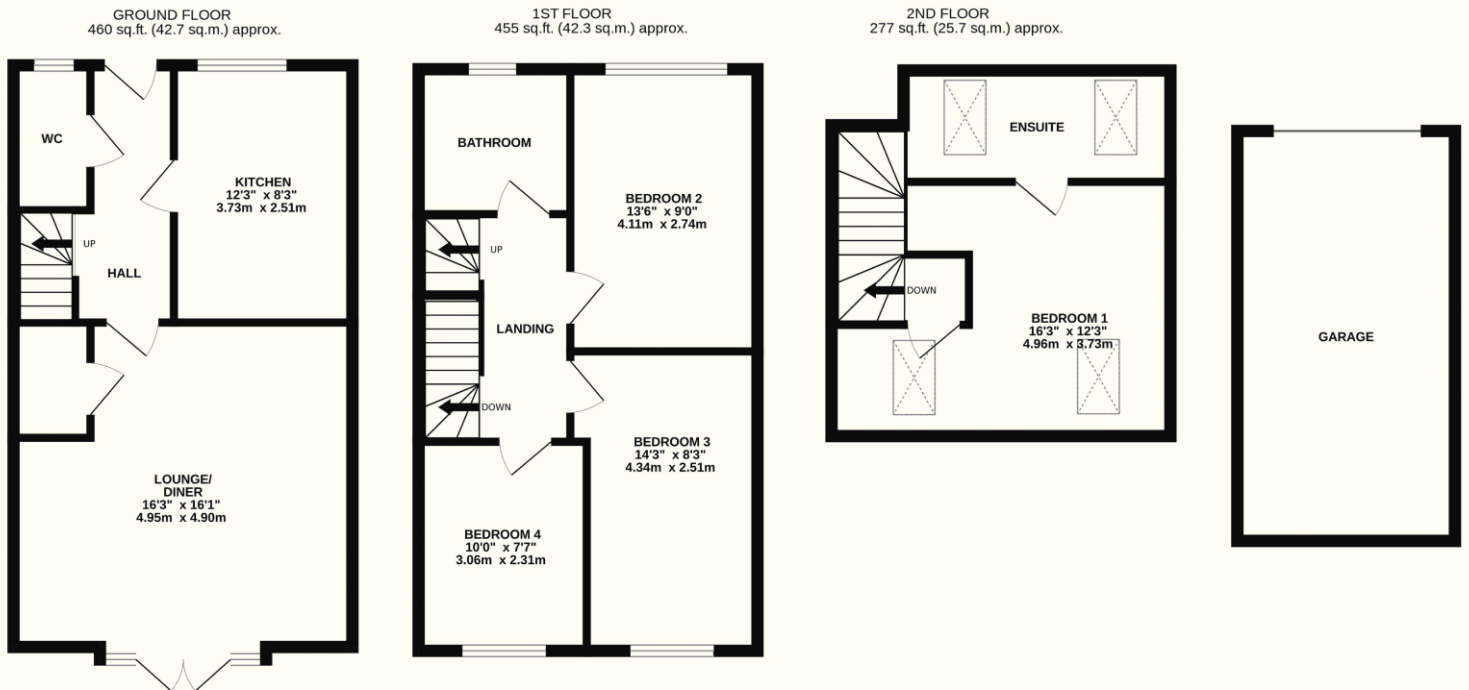 GROUND FLOOR
460 sq.ft. (42.7 sq.m.) approx.
WC
KITCHEN
12'3" x 8'3"
3.73m x 2.51m
UP
HALL
LOUNGE/
DINER
16'3" x 16'1"
4.95m x 4.90m
1ST FLOOR
455 sq.ft. (42.3 sq.m.) approx.
BATHROOM
BEDROOM 2
13'6" x 9'0"
4.11m x 2.74m
UP
LANDING
DOWN
BEDROOM 3
14'3" x 8'3"
4.34m x 2.51m
BEDROOM 4
10'0" x 7'7"
3.06m x 2.31m
2ND FLOOR
277 sq.ft. (25.7 sq.m.) approx.
ENSUITE
DOWN
BEDROOM 1
16'3" x 12'3"
4.96m x 3.73m
GARAGE